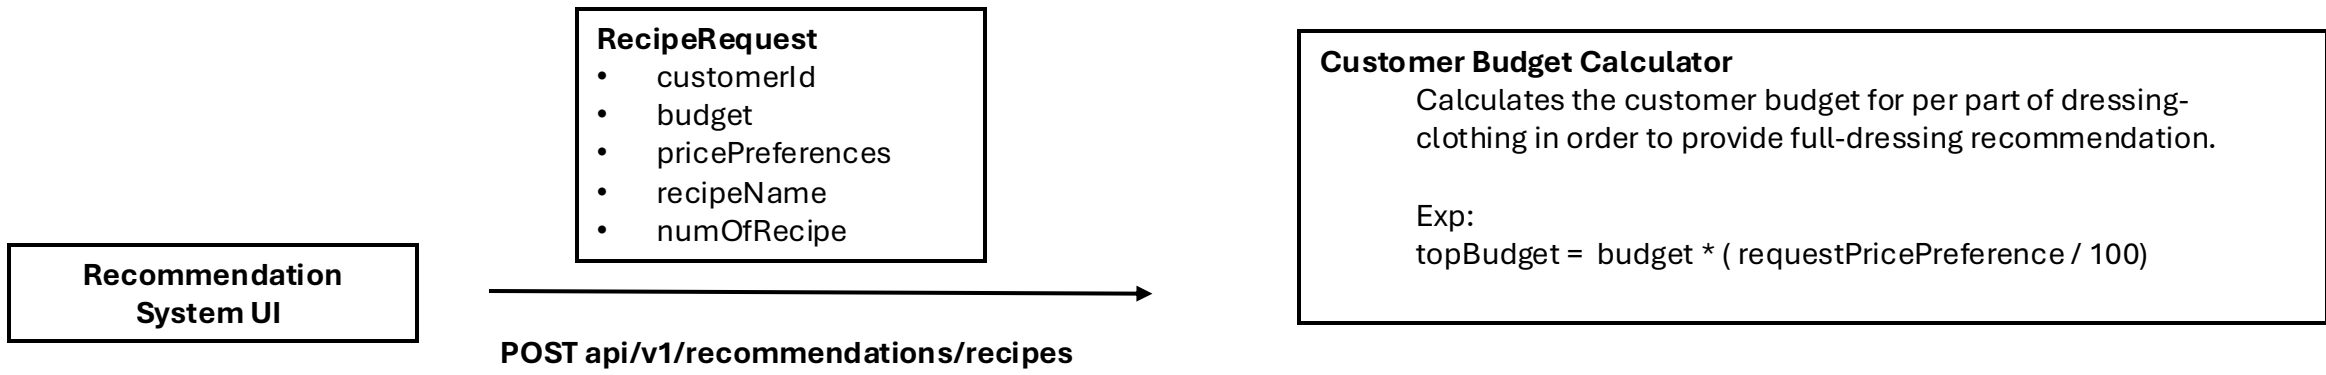 RecipeRequest
• customerId
• budget
• pricePreferences
• recipeName
• numOfRecipe
Recommendation
System UI
POST api/v1/recommendations/recipes
Customer Budget Calculator
Calculates the customer budget for per part of dressing-
clothing in order to provide full-dressing recommendation.
Exp:
topBudget = budget * ( requestPricePreference / 100)